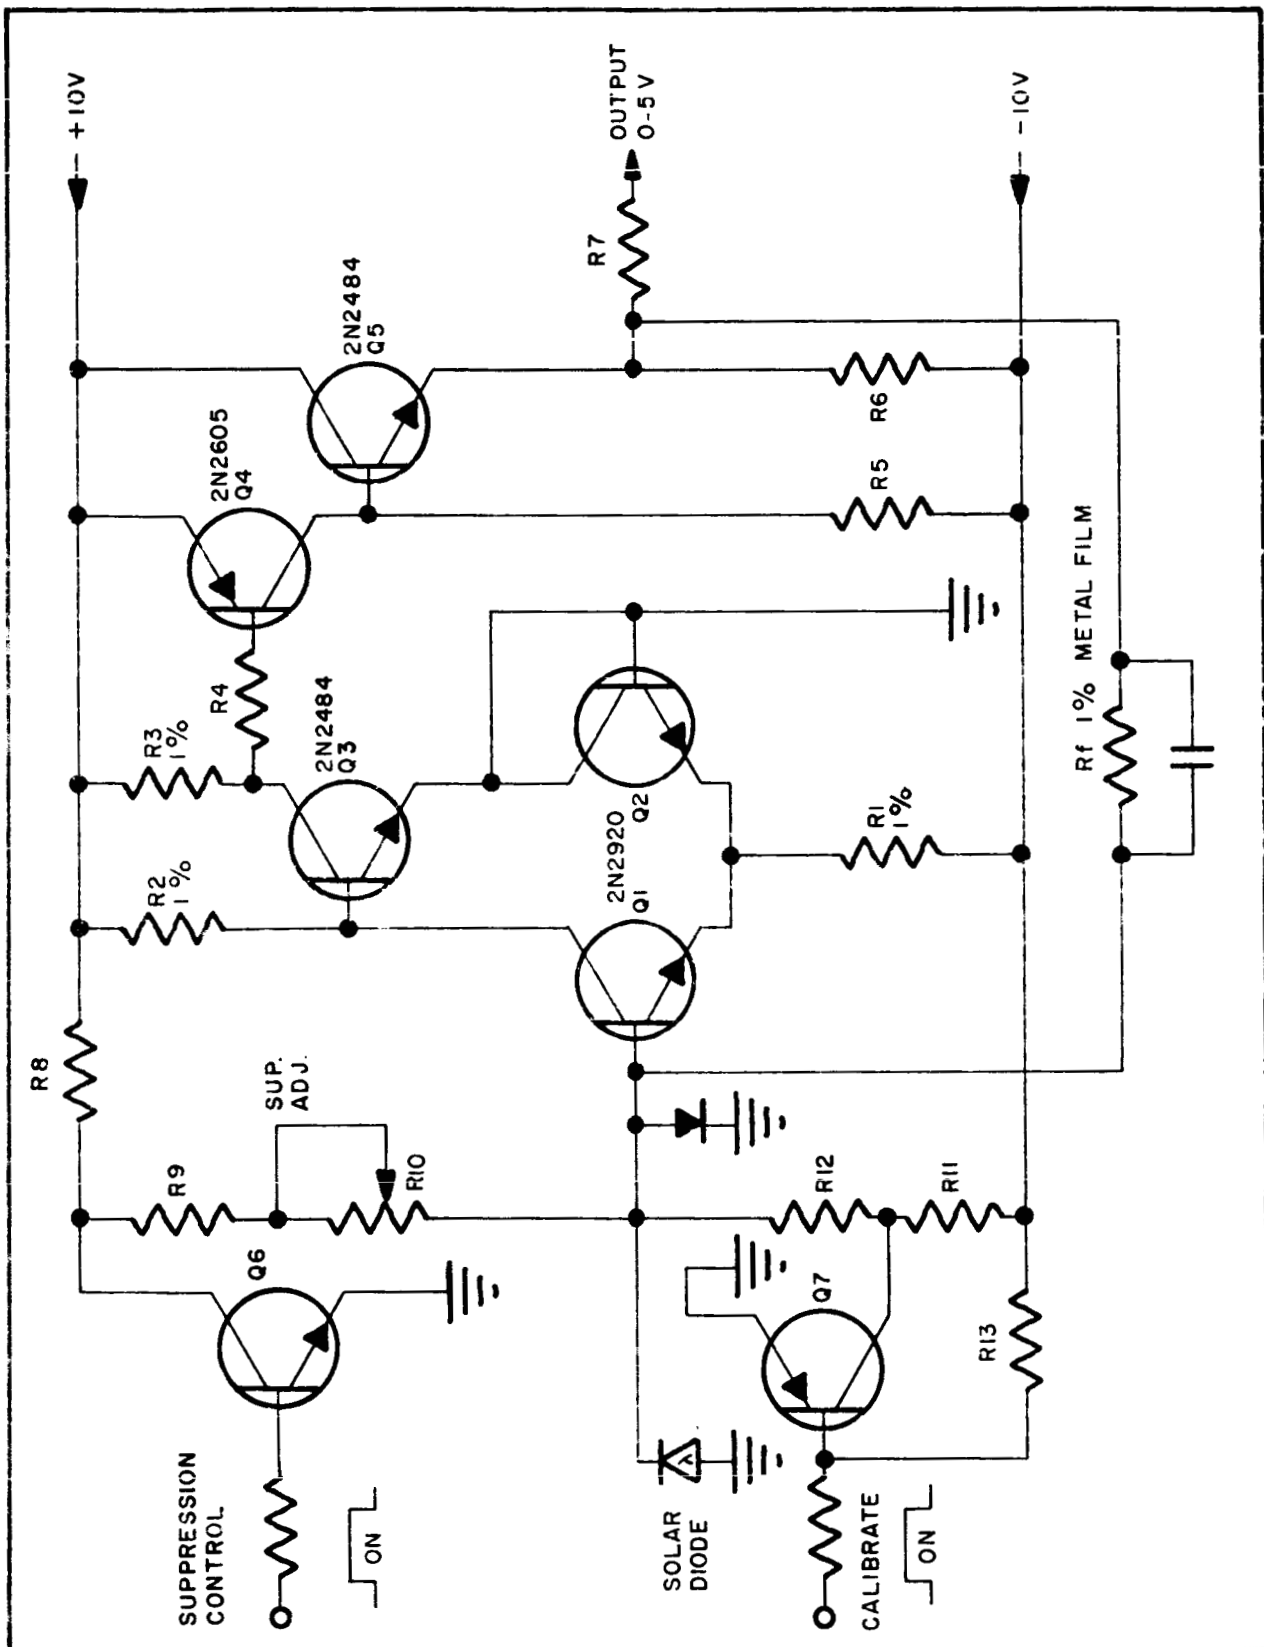 +10V
OUTPUT
0-5V
-10V
R7
2N2484
Q5
R6
2N2605
Q4
R5
R4
R3
1%
2N2484
Q3
R2
1%
Q2
2N2920
Q1
R1
1%
Rf 1% METAL FILM
R8
SUP.
ADJ.
R9
R10
R12
R11
Q6
Q7
R13
SUPPRESSION
CONTROL
ON
SOLAR
DIODE
λ
CALIBRATE
ON